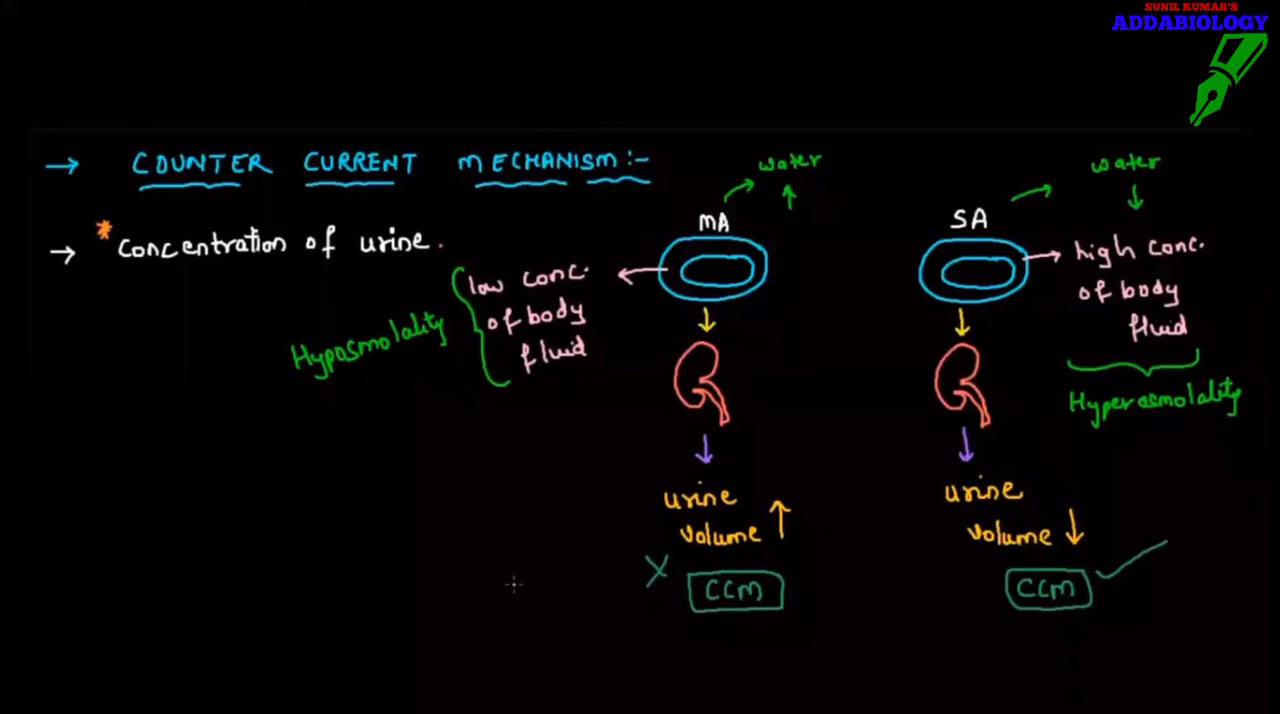 SUNIL KUMAR'S
ADDABIOLOGY
→ COUNTER CURRENT MECHANISM :-
→ * Concentration of urine.
water ↑
MA
low conc.
of body
fluid
Hyposmolality
urine
volume ↑
X CCM
water
↓
SA
high conc.
of body
fluid
Hyperosmolality
urine
volume ↓
CCM ✓